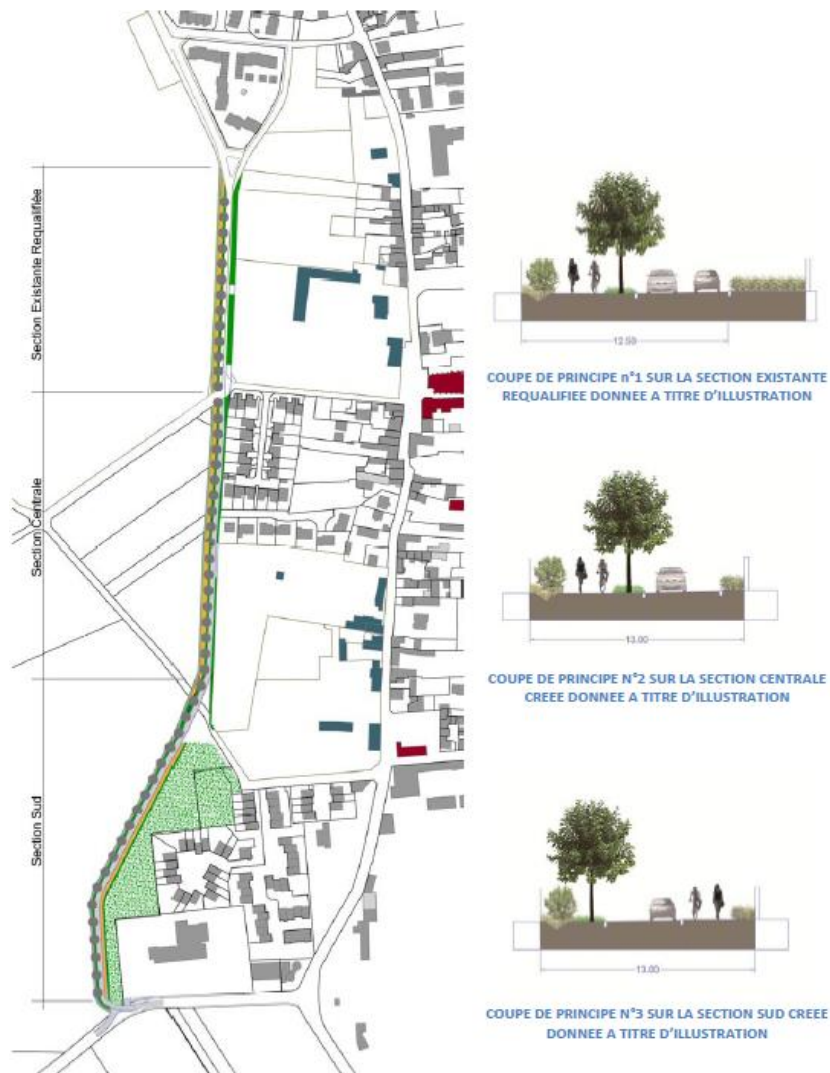 Section Existante Requalifiée
Section Centrale
Section Sud
12.50
COUPE DE PRINCIPE n°1 SUR LA SECTION EXISTANTE
REQUALIFIEE DONNEE A TITRE D'ILLUSTRATION
13.00
COUPE DE PRINCIPE N°2 SUR LA SECTION CENTRALE
CREEE DONNEE A TITRE D'ILLUSTRATION
13.00
COUPE DE PRINCIPE N°3 SUR LA SECTION SUD CREEE
DONNEE A TITRE D'ILLUSTRATION